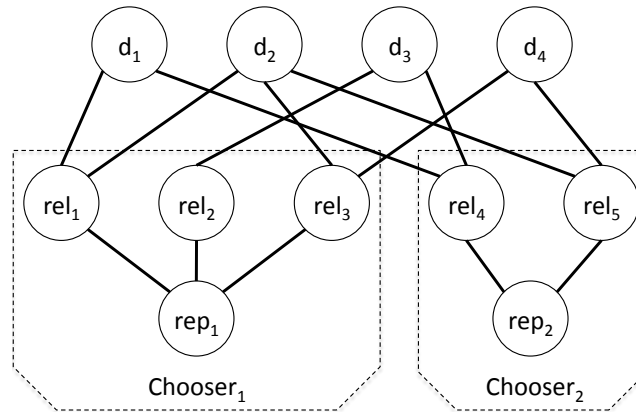 d₁ d₂ d₃ d₄
rel₁ rel₂ rel₃ rel₄ rel₅
rep₁ rep₂
Chooser₁ Chooser₂